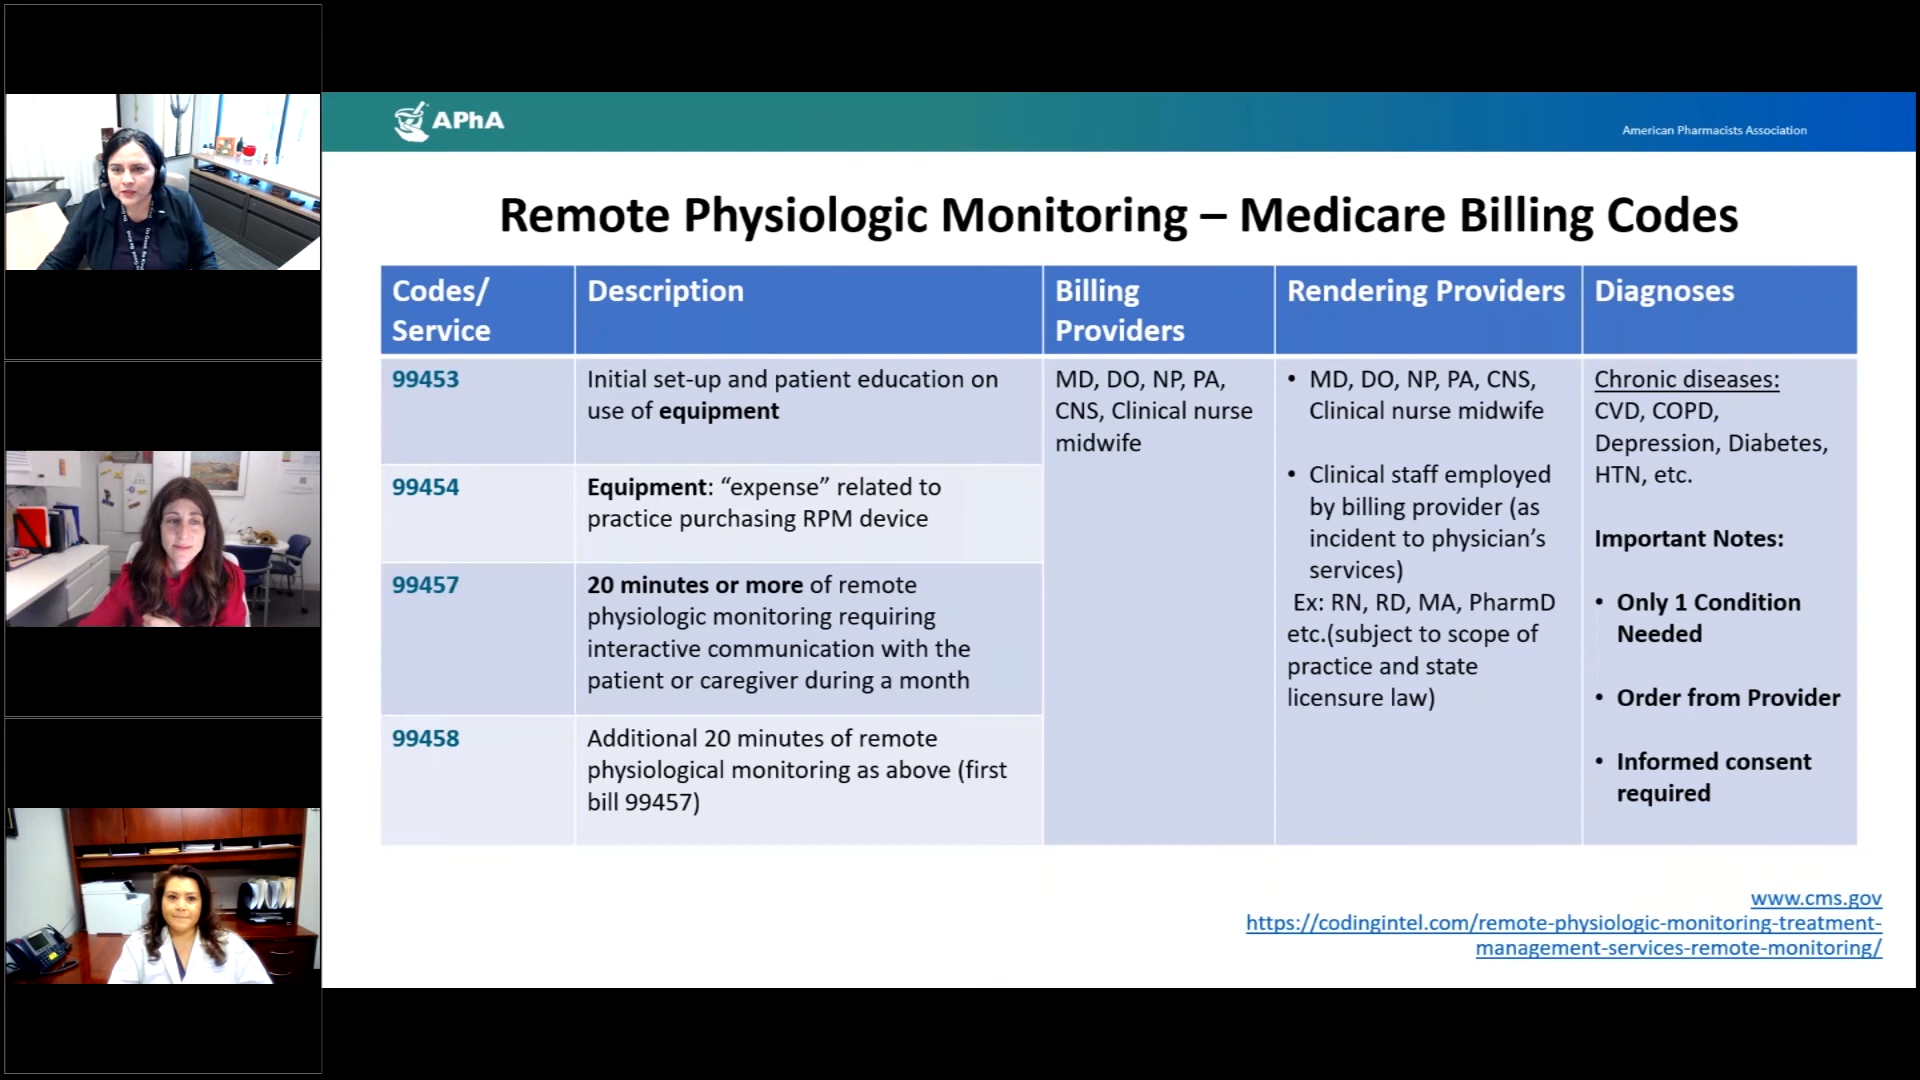 APhA
American Pharmacists Association
Remote Physiologic Monitoring – Medicare Billing Codes
Codes/
Service
Description
Billing
Providers
Rendering Providers
Diagnoses
99453
Initial set-up and patient education on
use of equipment
99454
Equipment: “expense” related to
practice purchasing RPM device
99457
20 minutes or more of remote
physiologic monitoring requiring
interactive communication with the
patient or caregiver during a month
99458
Additional 20 minutes of remote
physiological monitoring as above (first
bill 99457)
MD, DO, NP, PA,
CNS, Clinical nurse
midwife
• MD, DO, NP, PA, CNS,
Clinical nurse midwife
• Clinical staff employed
by billing provider (as
incident to physician’s
services)
Ex: RN, RD, MA, PharmD
etc.(subject to scope of
practice and state
licensure law)
Chronic diseases:
CVD, COPD,
Depression, Diabetes,
HTN, etc.
Important Notes:
• Only 1 Condition
Needed
• Order from Provider
• Informed consent
required
www.cms.gov
https://codingintel.com/remote-physiologic-monitoring-treatment-
management-services-remote-monitoring/